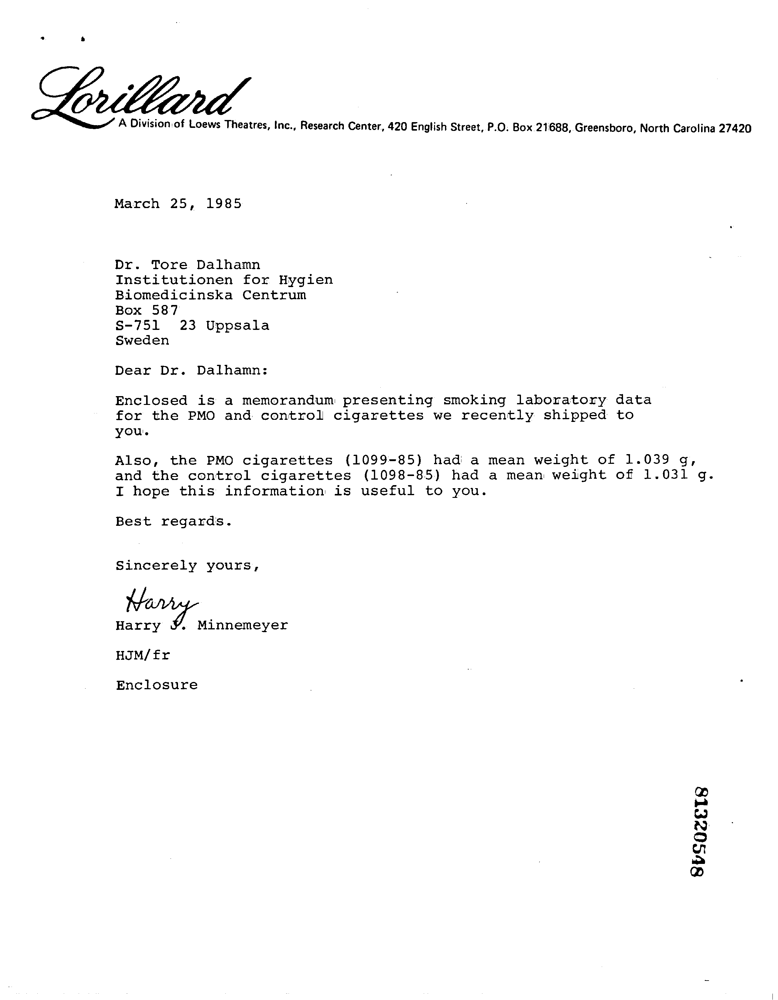 Lorillard
A Division of Loews Theatres, Inc., Research Center, 420 English Street, P.O. Box 21688, Greensboro, North Carolina 27420
March 25, 1985
Dr. Tore Dalhamn
Institutionen for Hygien
Biomedicinska Centrum
Box 587
S-751 23 Uppsala
Sweden
Dear Dr. Dalhamn:
Enclosed is a memorandum presenting smoking laboratory data
for the PMO and control cigarettes we recently shipped to
you.
Also, the PMO cigarettes (1099-85) had a mean weight of 1.039 g,
and the control cigarettes (1098-85) had a mean weight of 1.031 g.
I hope this information is useful to you.
Best regards.
Sincerely yours,
Harry
Harry J. Minnemeyer
HJM/fr
Enclosure
81320548